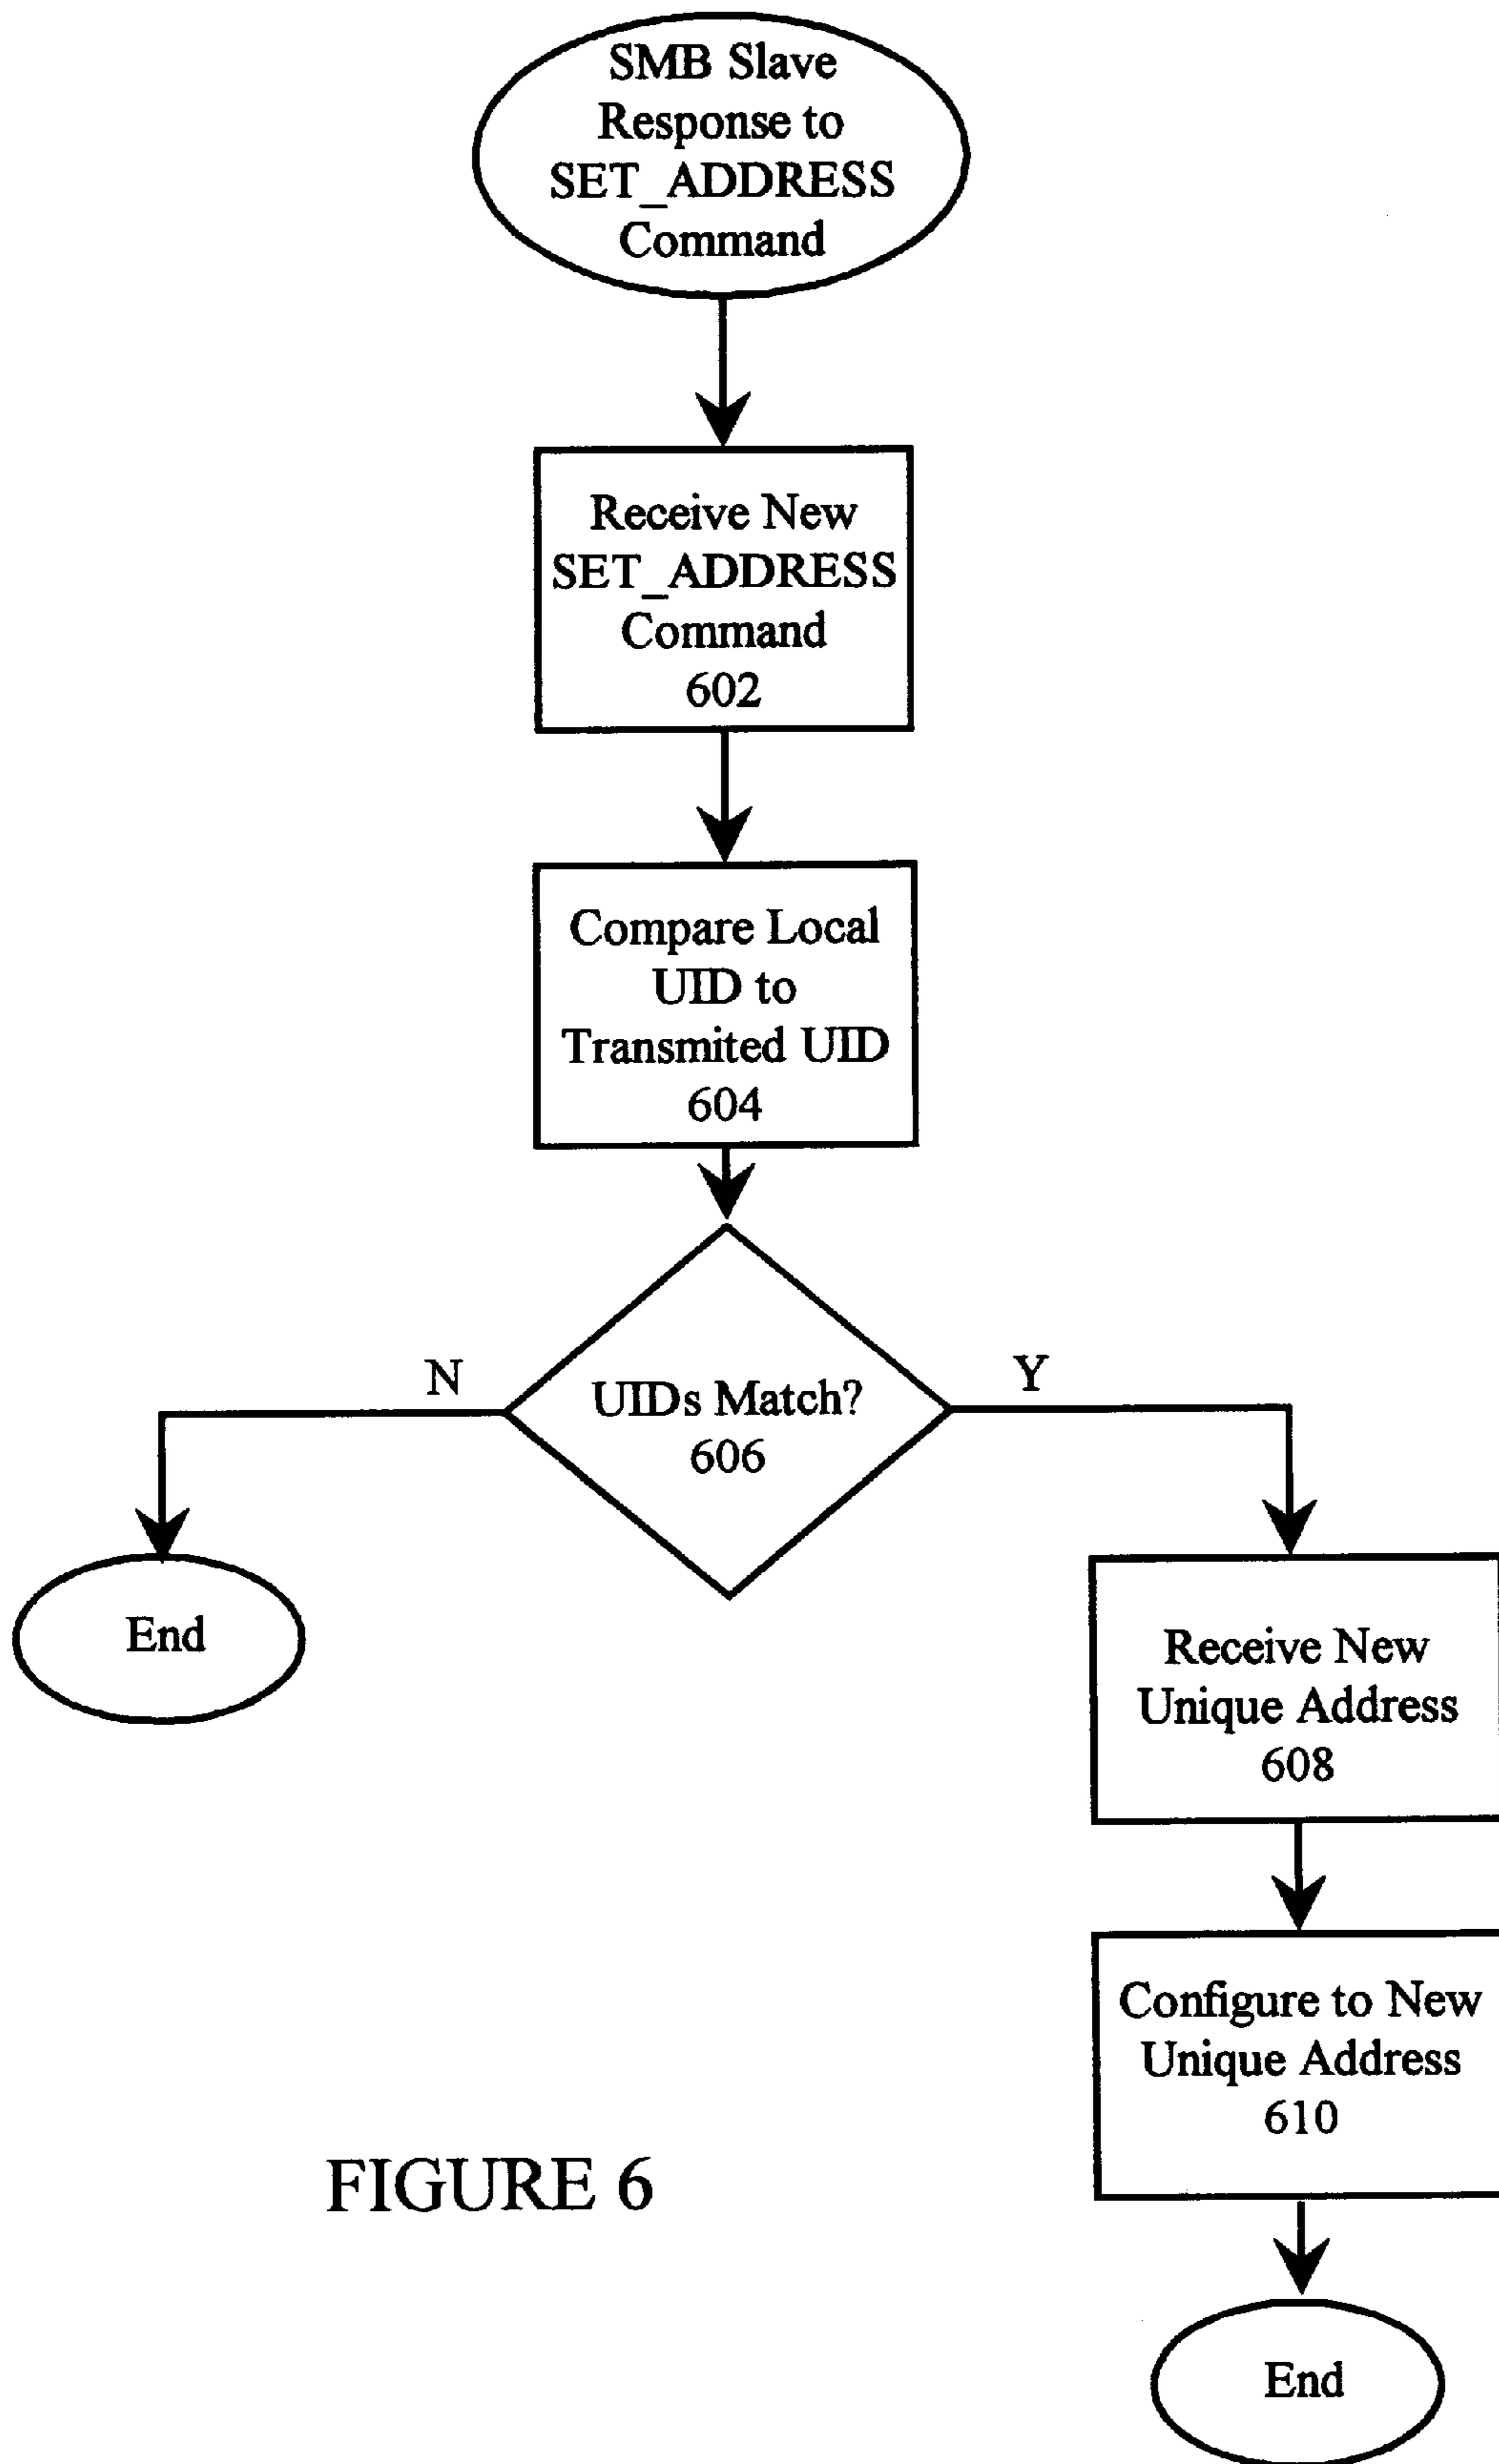 SMB Slave
Response to
SET_ADDRESS
Command
Receive New
SET_ADDRESS
Command
602
Compare Local
UID to
Transmited UID
604
N
Y
UIDs Match?
606
End
Receive New
Unique Address
608
Configure to New
Unique Address
610
FIGURE 6
End